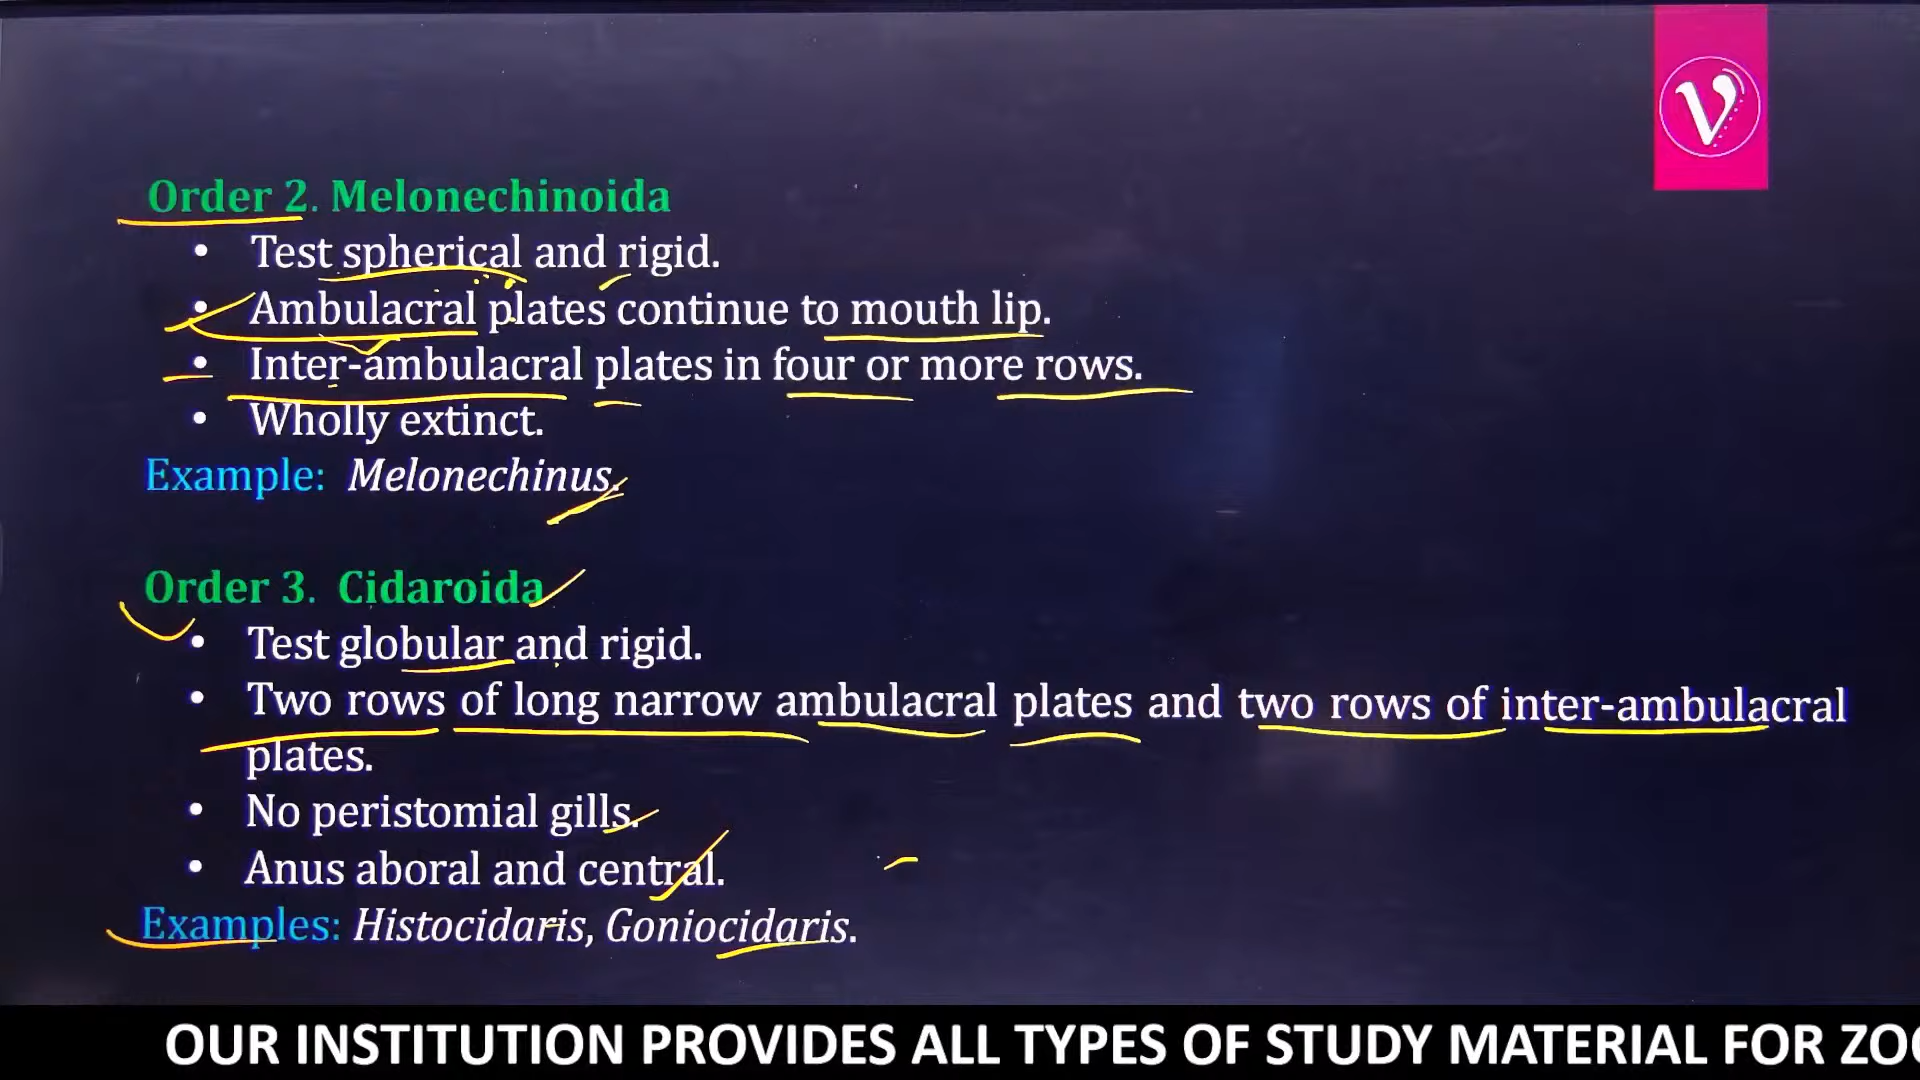 Order 2. Melonechinoida
• Test spherical and rigid.
• Ambulacral plates continue to mouth lip.
• Inter-ambulacral plates in four or more rows.
• Wholly extinct.
Example: Melonechinus.
Order 3. Cidaroida
• Test globular and rigid.
• Two rows of long narrow ambulacral plates and two rows of inter-ambulacral
plates.
• No peristomial gills.
• Anus aboral and central.
Examples: Histocidaris, Goniocidaris.
V
OUR INSTITUTION PROVIDES ALL TYPES OF STUDY MATERIAL FOR ZO